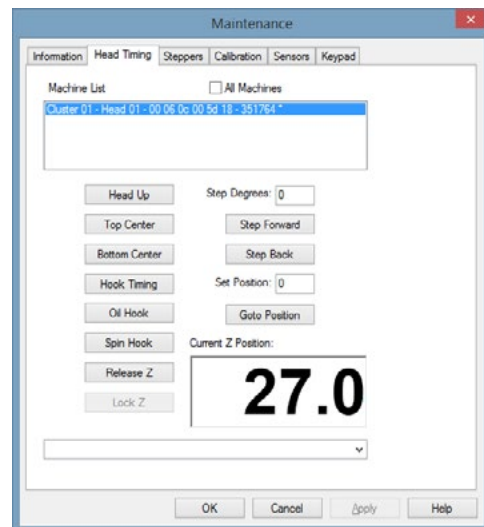 Maintenance
Information Head Timing Steppers Calibration Sensors Keypad
Machine List All Machines
Cluster 01 - Head 01 - 00 06 0c 00 5d 18 - 351764 *
Head Up Step Degrees: 0
Top Center Step Forward
Bottom Center Step Back
Hook Timing Set Position: 0
Oil Hook Goto Position
Spin Hook Current Z Position:
Release Z 27.0
Lock Z
OK Cancel Apply Help